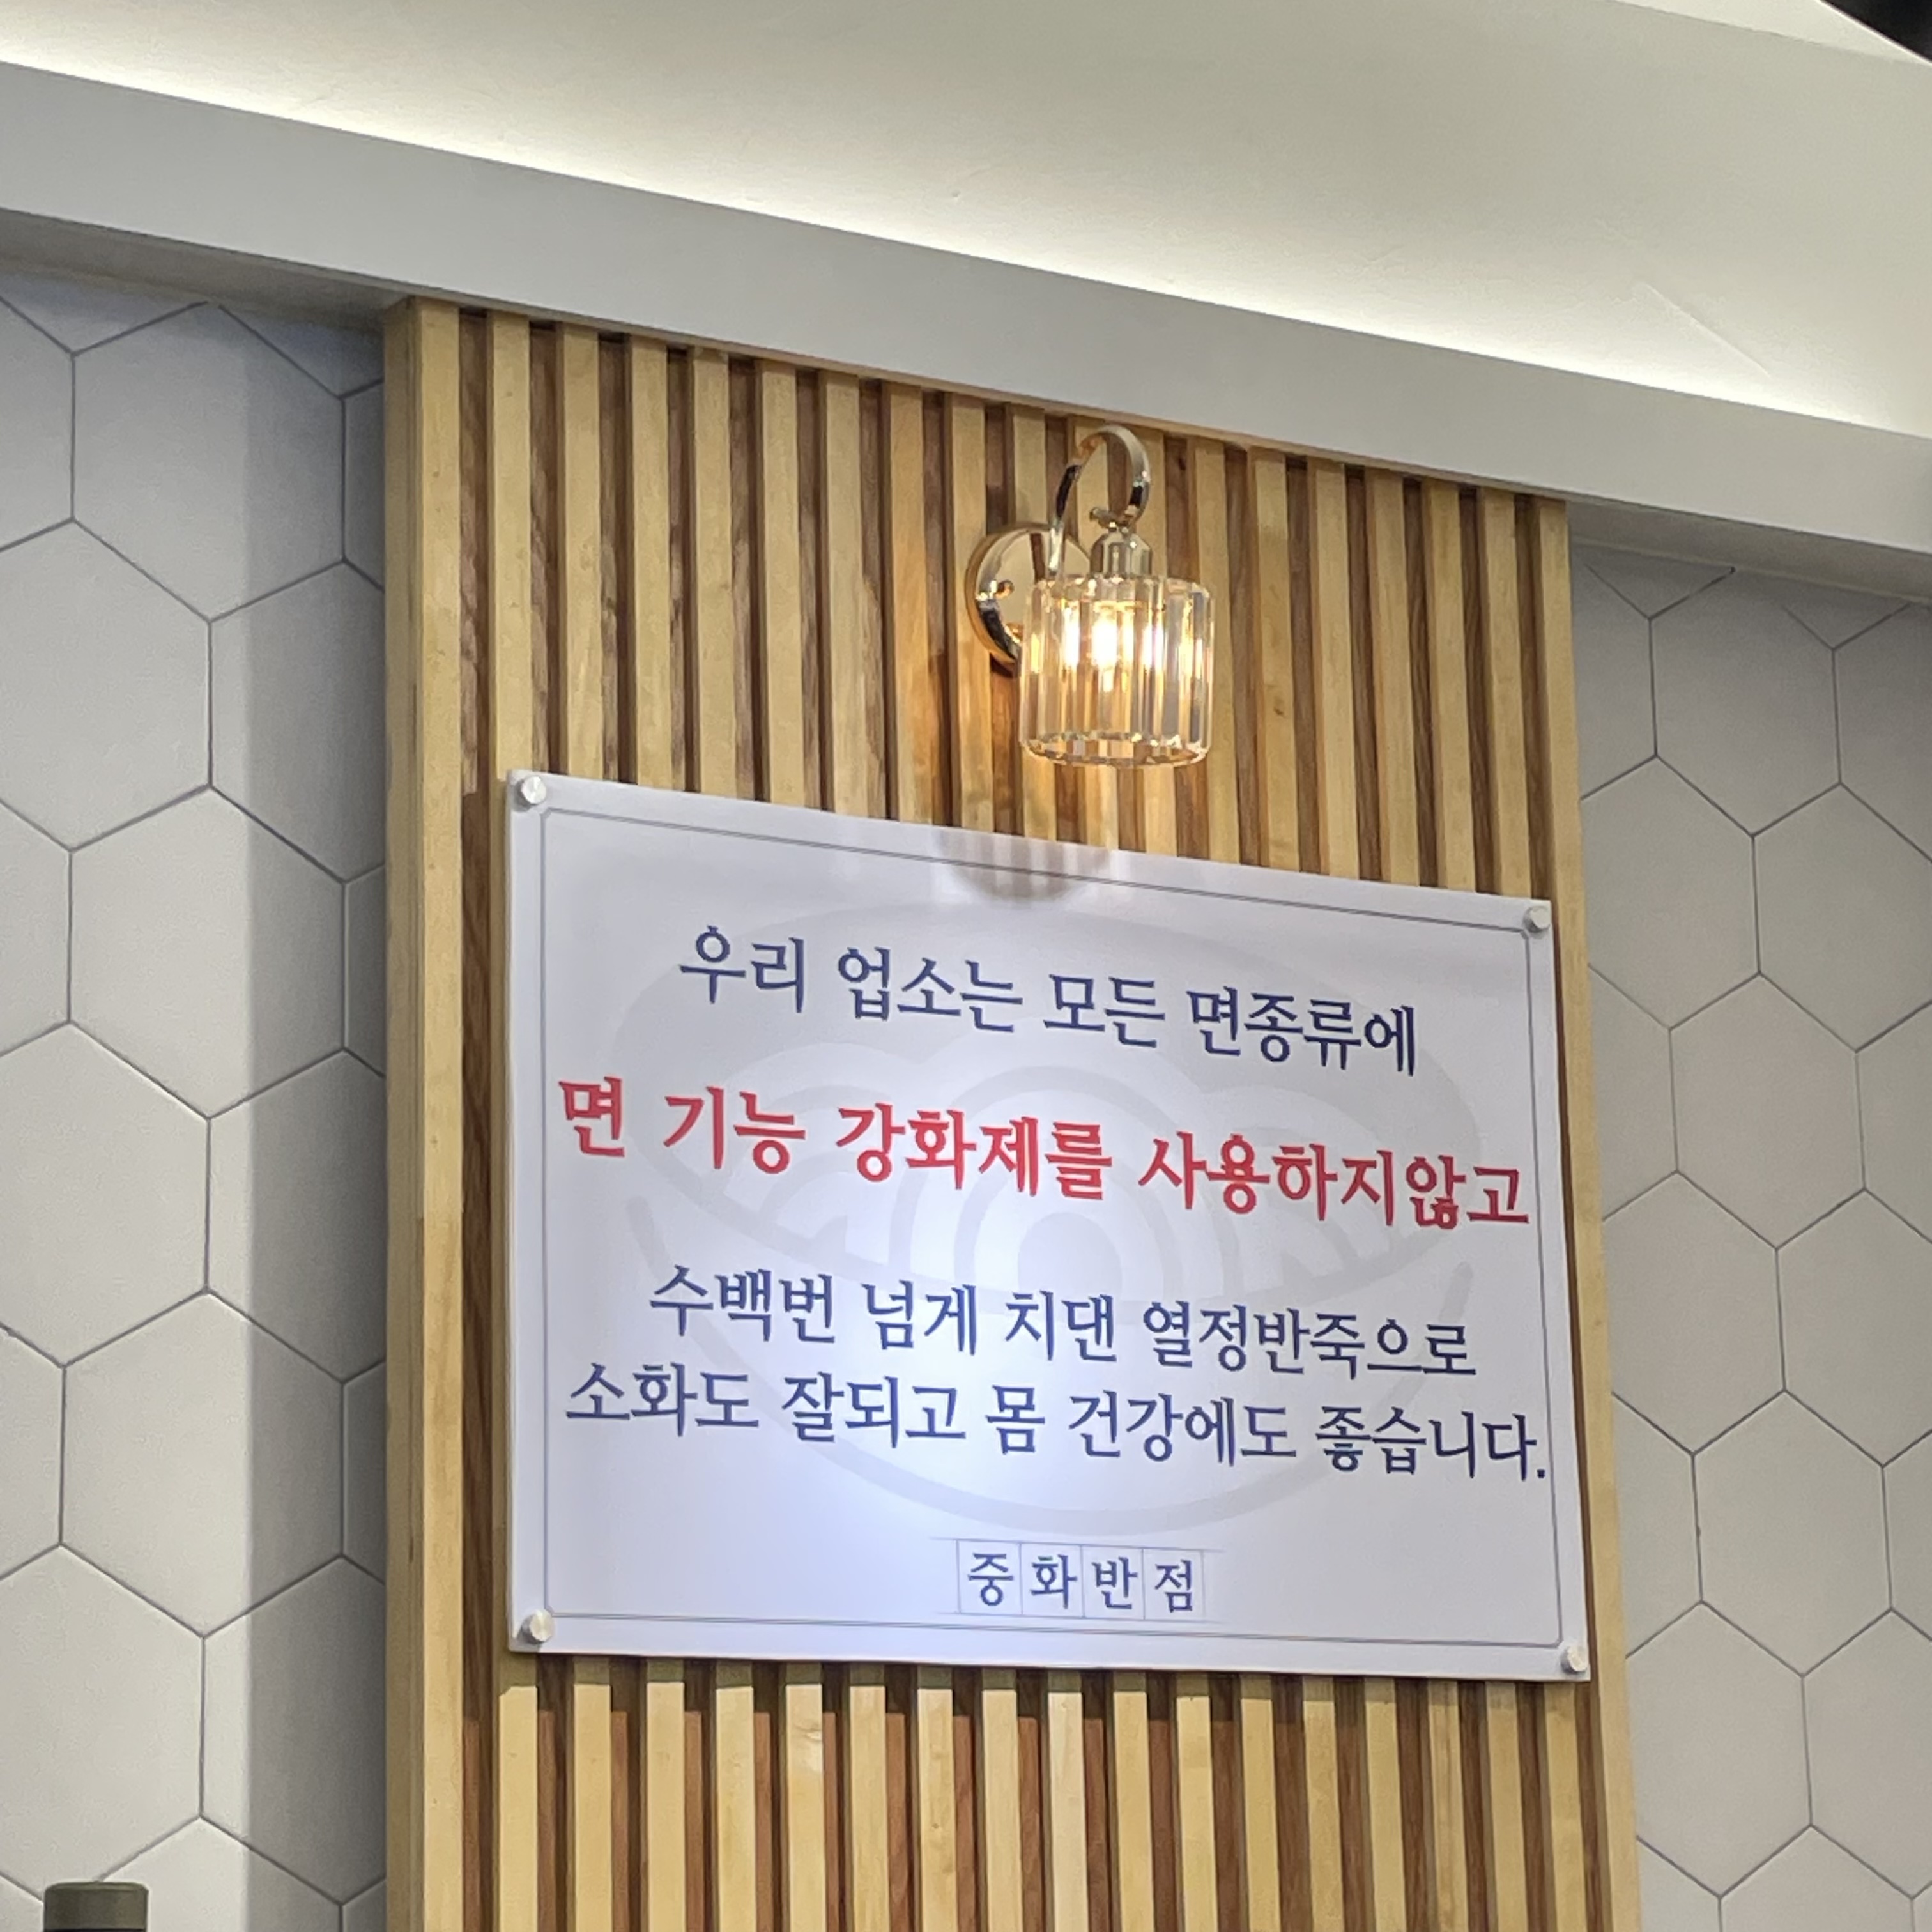 우리 업소는 모든 면종류에
면 기능 강화제를 사용하지않고
수백번 넘게 치댄 열정반죽으로
소화도 잘되고 몸 건강에도 좋습니다.
중화반점